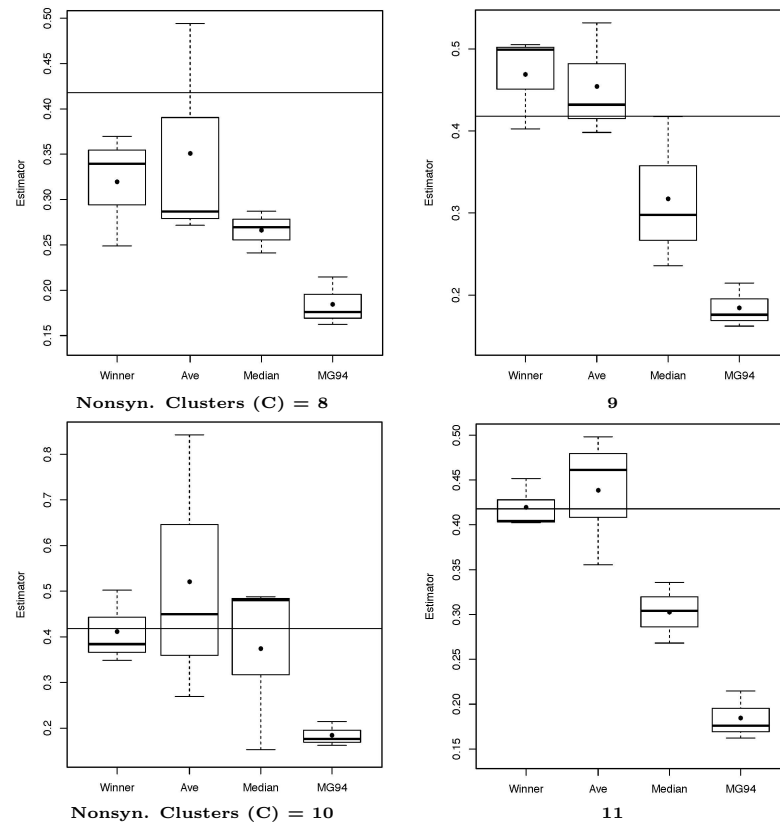 0.50
0.45
0.40
0.35
0.30
0.25
0.20
0.15
Estimator
Winner Ave Median MG94
Nonsyn. Clusters (C) = 8
0.5
0.4
0.3
0.2
Estimator
Winner Ave Median MG94
9
0.8
0.7
0.6
0.5
0.4
0.3
0.2
Estimator
Winner Ave Median MG94
Nonsyn. Clusters (C) = 10
0.50
0.45
0.40
0.35
0.30
0.25
0.20
0.15
Estimator
Winner Ave Median MG94
11